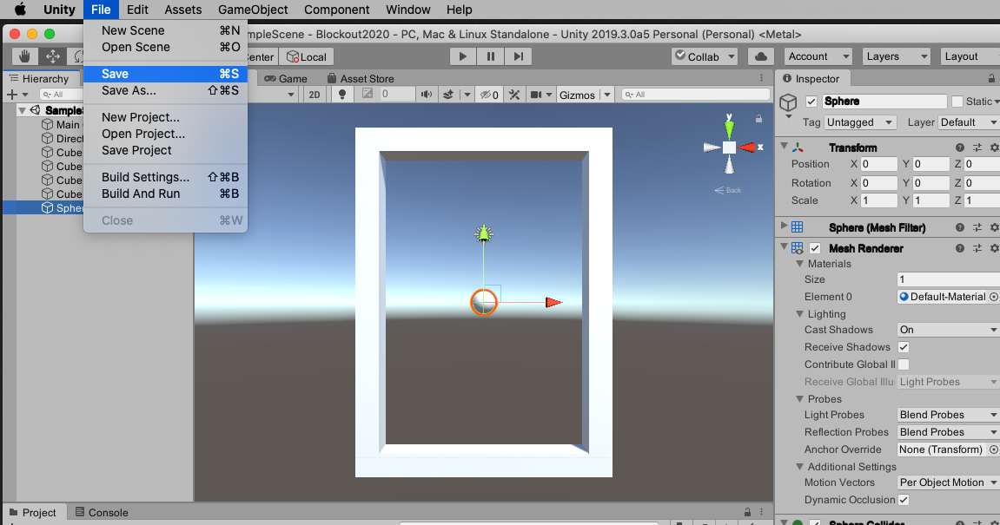 Unity File Edit Assets GameObject Component Window Help
New Scene ⌘N
mpleScene - Blockout2020 - PC, Mac & Linux Standalone - Unity 2019.3.0a5 Personal (Personal) <Metal>
Open Scene ⌘O
enter Local Collab Account Layers Layout
Save ⌘S
Hierarchy Game Asset Store Inspector
Save As... ⇧⌘S
All 2D 0 0 Gizmos All
Sphere Static
SampleS
New Project...
Tag Untagged Layer Default
Main
Open Project...
Direct
Save Project
Transform
Cube
Position X 0 Y 0 Z 0
Cube
Build Settings... ⇧⌘B
Rotation X 0 Y 0 Z 0
Cube
Build And Run ⌘B
Cube
Scale X 1 Y 1 Z 1
Spher
Close ⌘W
y
x
Back
Sphere (Mesh Filter)
Mesh Renderer
Materials
Size 1
Element 0 Default-Material
Lighting
Cast Shadows On
Receive Shadows
Contribute Global Il
Receive Global Illu Light Probes
Probes
Light Probes Blend Probes
Reflection Probes Blend Probes
Anchor Override None (Transform)
Additional Settings
Motion Vectors Per Object Motion
Dynamic Occlusion
Project Console
Sphere Collider